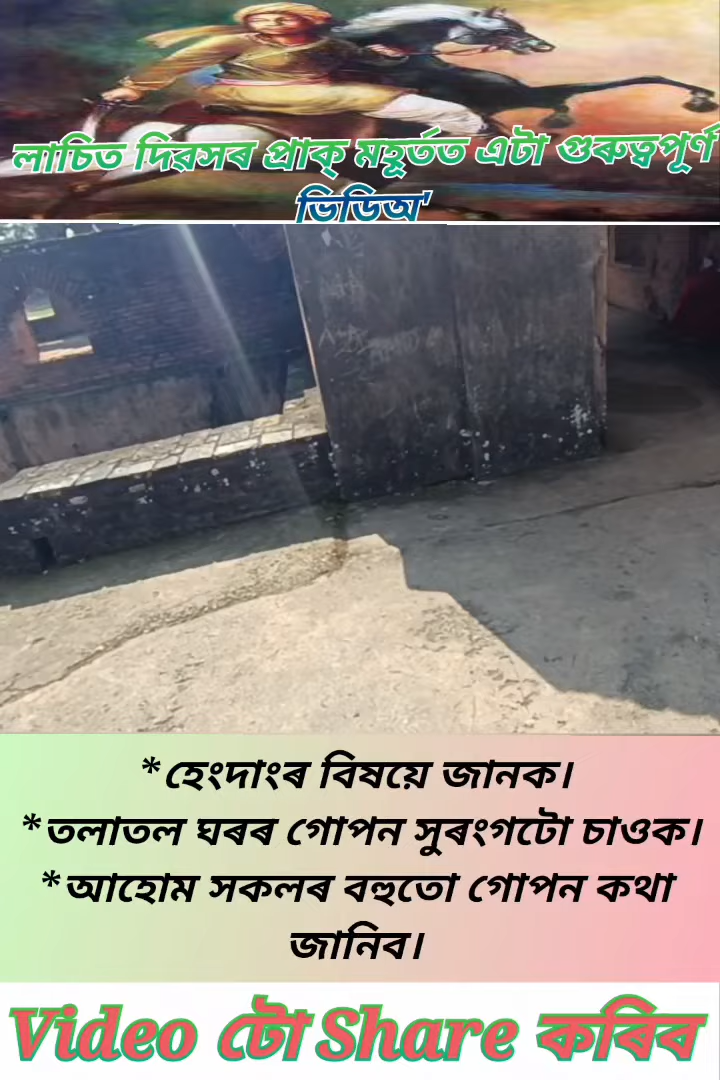 লাচিত দিৱসৰ প্ৰাক্ মহূৰ্তত এটা গুৰুত্বপূৰ্ণ
ভিডিঅ'
*হেংদাংৰ বিষয়ে জানক।
*তলাতল ঘৰৰ গোপন সুৰংগটো চাওক।
*আহোম সকলৰ বহুতো গোপন কথা
জানিব।
Video টো Share কৰিব